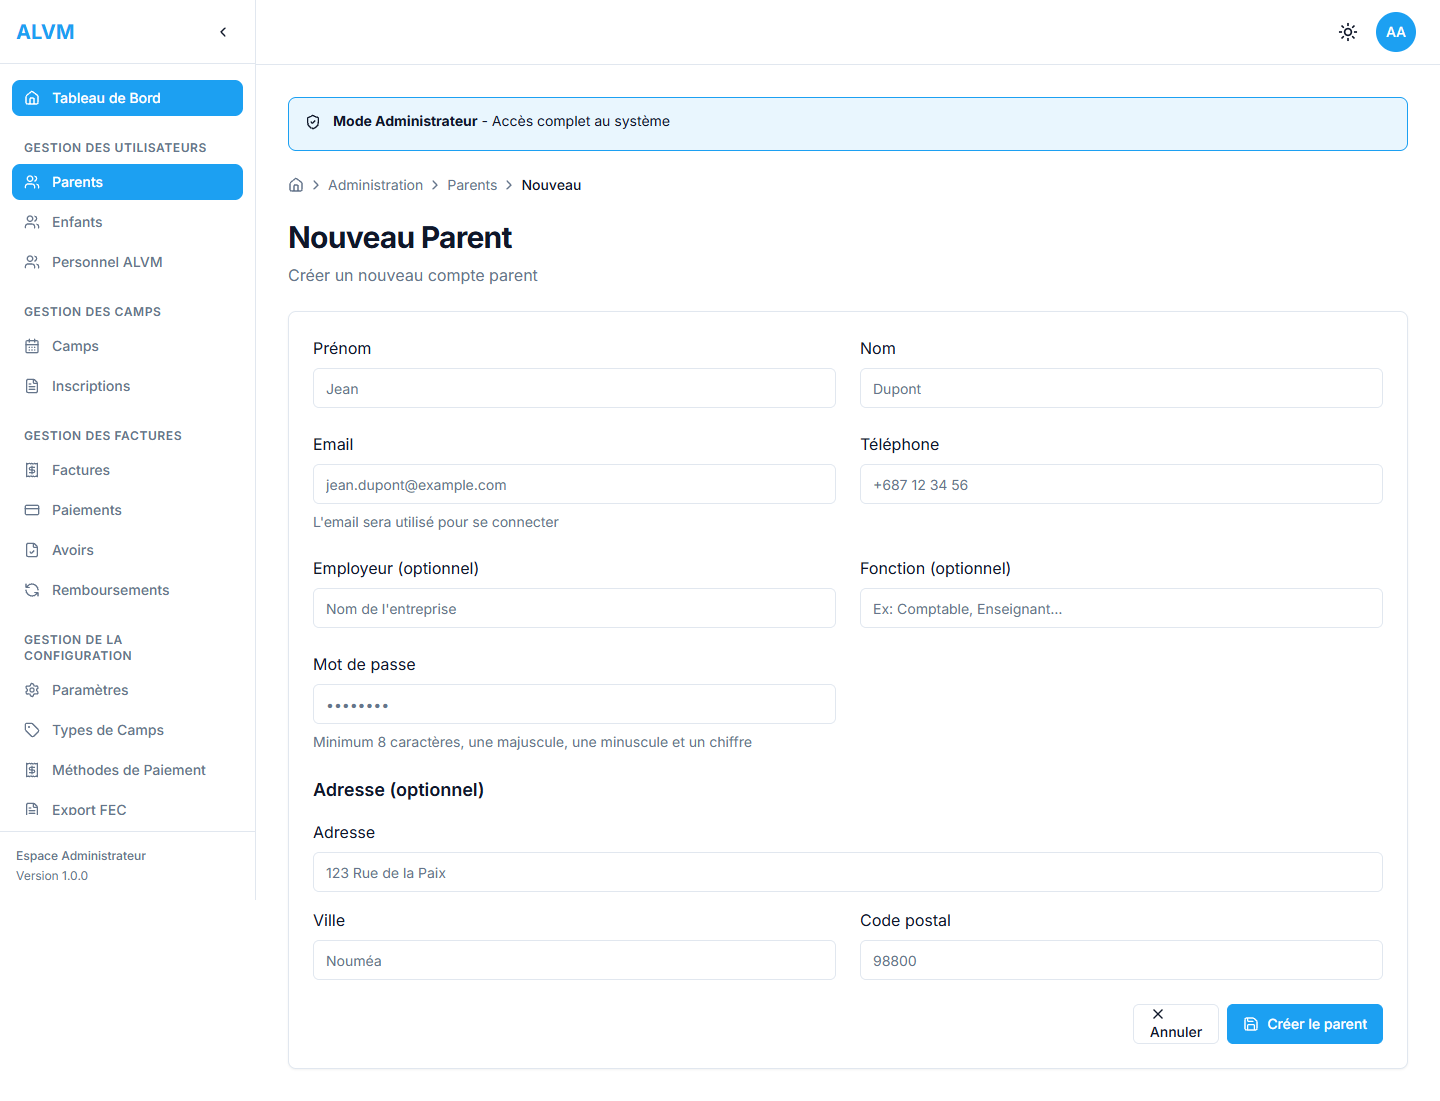 ALVM
AA
Tableau de Bord
GESTION DES UTILISATEURS
Parents
Enfants
Personnel ALVM
GESTION DES CAMPS
Camps
Inscriptions
GESTION DES FACTURES
Factures
Paiements
Avoirs
Remboursements
GESTION DE LA
CONFIGURATION
Paramètres
Types de Camps
Méthodes de Paiement
Export FEC
Espace Administrateur
Version 1.0.0
Mode Administrateur - Accès complet au système
Administration Parents Nouveau
Nouveau Parent
Créer un nouveau compte parent
Prénom
Jean
Nom
Dupont
Email
jean.dupont@example.com
L'email sera utilisé pour se connecter
Téléphone
+687 12 34 56
Employeur (optionnel)
Nom de l'entreprise
Fonction (optionnel)
Ex: Comptable, Enseignant...
Mot de passe
••••••••
Minimum 8 caractères, une majuscule, une minuscule et un chiffre
Adresse (optionnel)
Adresse
123 Rue de la Paix
Ville
Nouméa
Code postal
98800
Annuler
Créer le parent